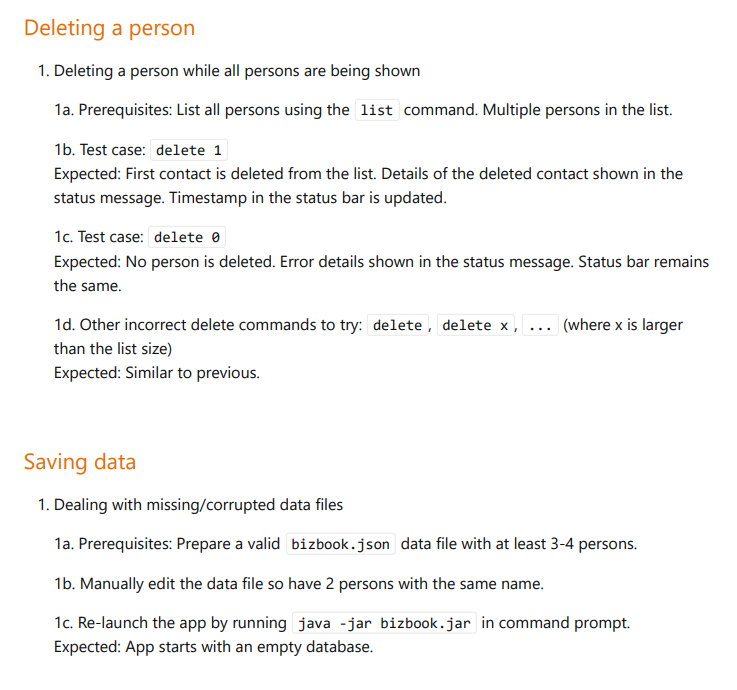 Deleting a person
1. Deleting a person while all persons are being shown
1a. Prerequisites: List all persons using the list command. Multiple persons in the list.
1b. Test case: delete 1
Expected: First contact is deleted from the list. Details of the deleted contact shown in the
status message. Timestamp in the status bar is updated.
1c. Test case: delete 0
Expected: No person is deleted. Error details shown in the status message. Status bar remains
the same.
1d. Other incorrect delete commands to try: delete, delete x, ... (where x is larger
than the list size)
Expected: Similar to previous.
Saving data
1. Dealing with missing/corrupted data files
1a. Prerequisites: Prepare a valid bizbook.json data file with at least 3-4 persons.
1b. Manually edit the data file so have 2 persons with the same name.
1c. Re-launch the app by running java -jar bizbook.jar in command prompt.
Expected: App starts with an empty database.